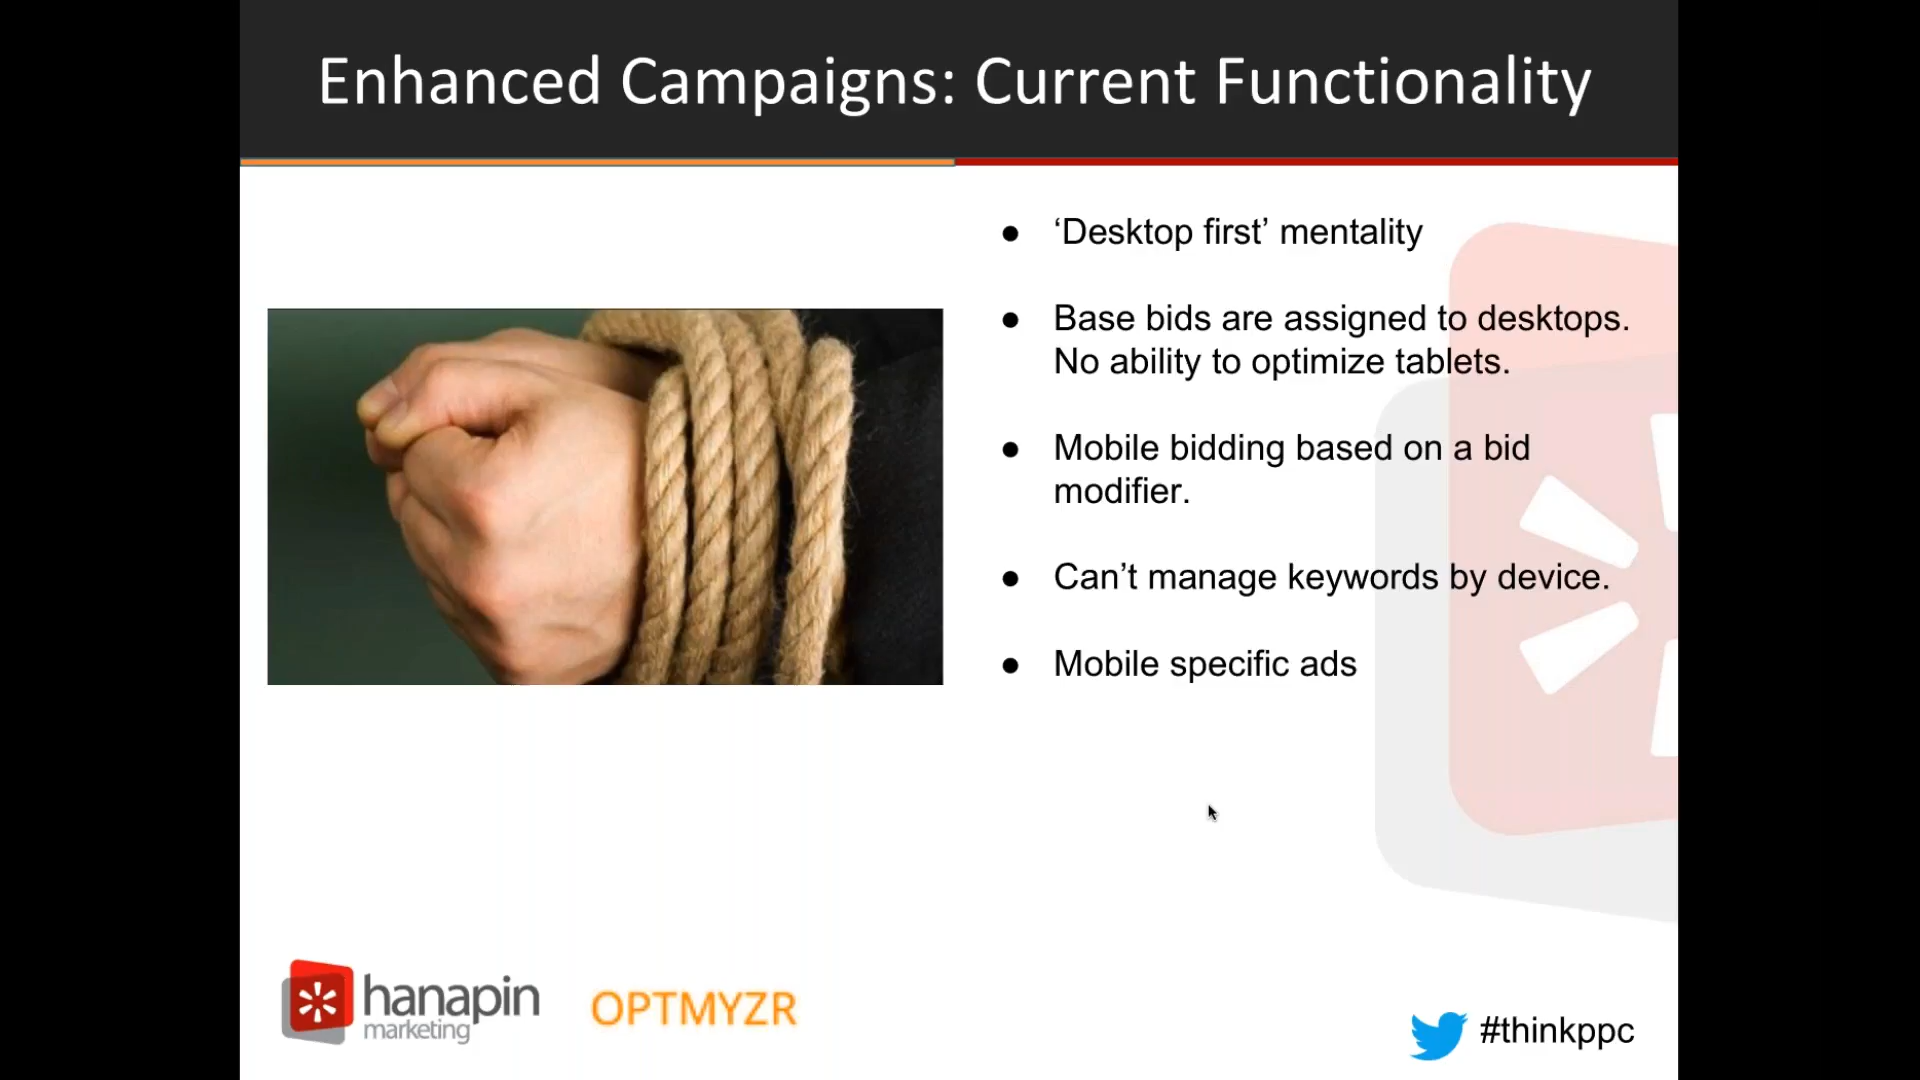 Enhanced Campaigns: Current Functionality
● ‘Desktop first’ mentality
● Base bids are assigned to desktops.
No ability to optimize tablets.
● Mobile bidding based on a bid
modifier.
● Can’t manage keywords by device.
● Mobile specific ads
hanapin
marketing
OPTMYZR
#thinkppc